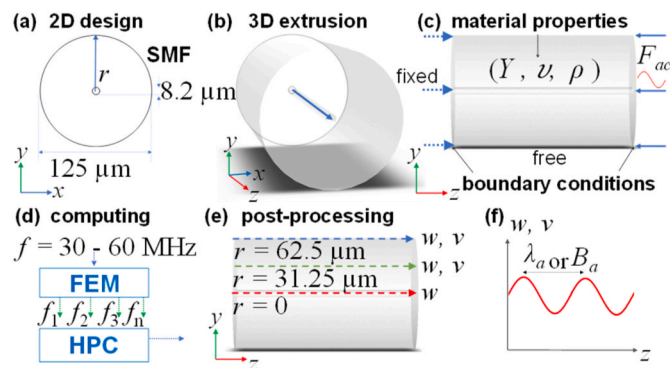 (a) 2D design
r
SMF
8.2 µm
125 µm
y
x
(b) 3D extrusion
y
x
z
(c) material properties
(Y, υ, ρ)
F_ac
fixed
free
y
z
boundary conditions
(d) computing
f = 30 - 60 MHz
FEM
f₁ f₂ f₃ fₙ
HPC
(e) post-processing
w, v
r = 62.5 µm
w, v
r = 31.25 µm
w
r = 0
y
z
(f)
w, v
λₐ or Bₐ
z